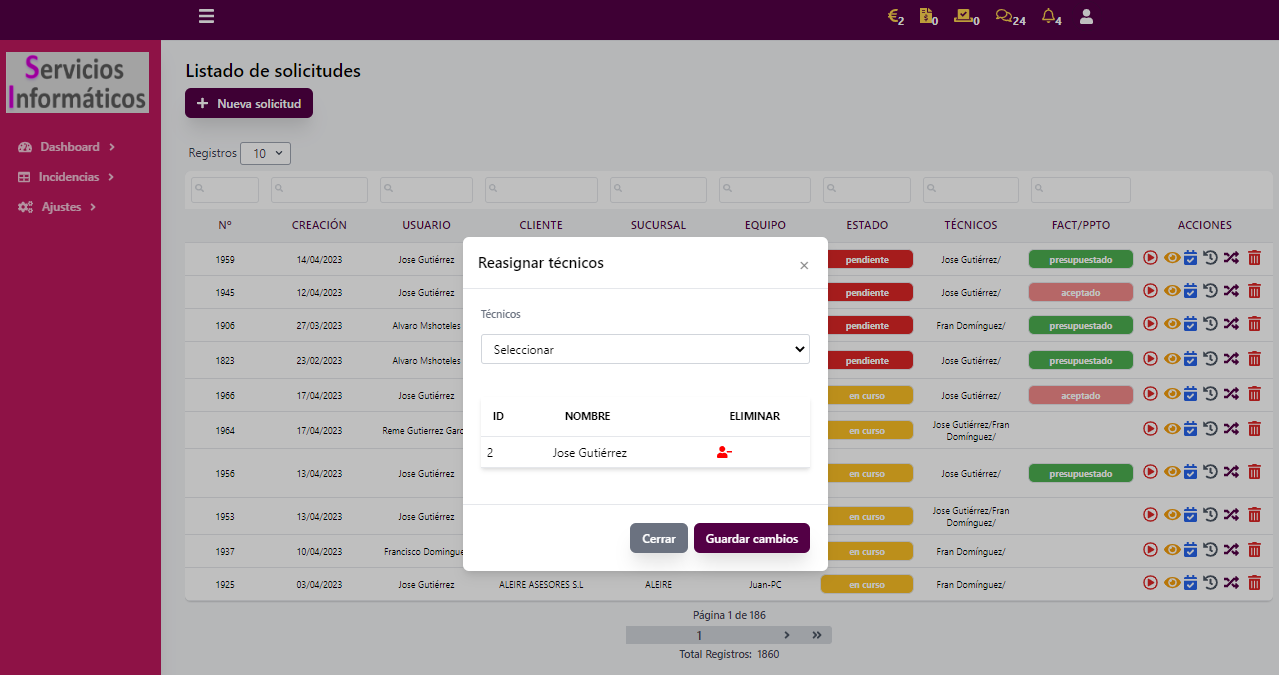 2 0 0 24 4
Servicios
Informáticos
Dashboard
Incidencias
Ajustes
Listado de solicitudes
+ Nueva solicitud
Registros 10
Nº CREACIÓN USUARIO CLIENTE SUCURSAL EQUIPO ESTADO TÉCNICOS FACT/PPTO ACCIONES
1959 14/04/2023 Jose Gutiérrez pendiente Jose Gutiérrez/ presupuestado
1945 12/04/2023 Jose Gutiérrez pendiente Jose Gutiérrez/ aceptado
1906 27/03/2023 Alvaro Mshoteles pendiente Fran Domínguez/ presupuestado
1823 23/02/2023 Alvaro Mshoteles pendiente Jose Gutiérrez/ presupuestado
1966 17/04/2023 Jose Gutiérrez en curso Jose Gutiérrez/ aceptado
1964 17/04/2023 Reme Gutierrez Garc en curso Jose Gutiérrez/Fran
Domínguez/
1956 13/04/2023 Jose Gutiérrez en curso Jose Gutiérrez/ presupuestado
1953 13/04/2023 Jose Gutiérrez en curso Jose Gutiérrez/Fran
Domínguez/
1937 10/04/2023 Francisco Domingue en curso Fran Domínguez/
1925 03/04/2023 Jose Gutiérrez ALEIRE ASESORES S.L ALEIRE Juan-PC en curso Fran Domínguez/
Página 1 de 186
1 › »
Total Registros: 1860
Reasignar técnicos ×
Técnicos
Seleccionar
ID NOMBRE ELIMINAR
2 Jose Gutiérrez
Cerrar Guardar cambios